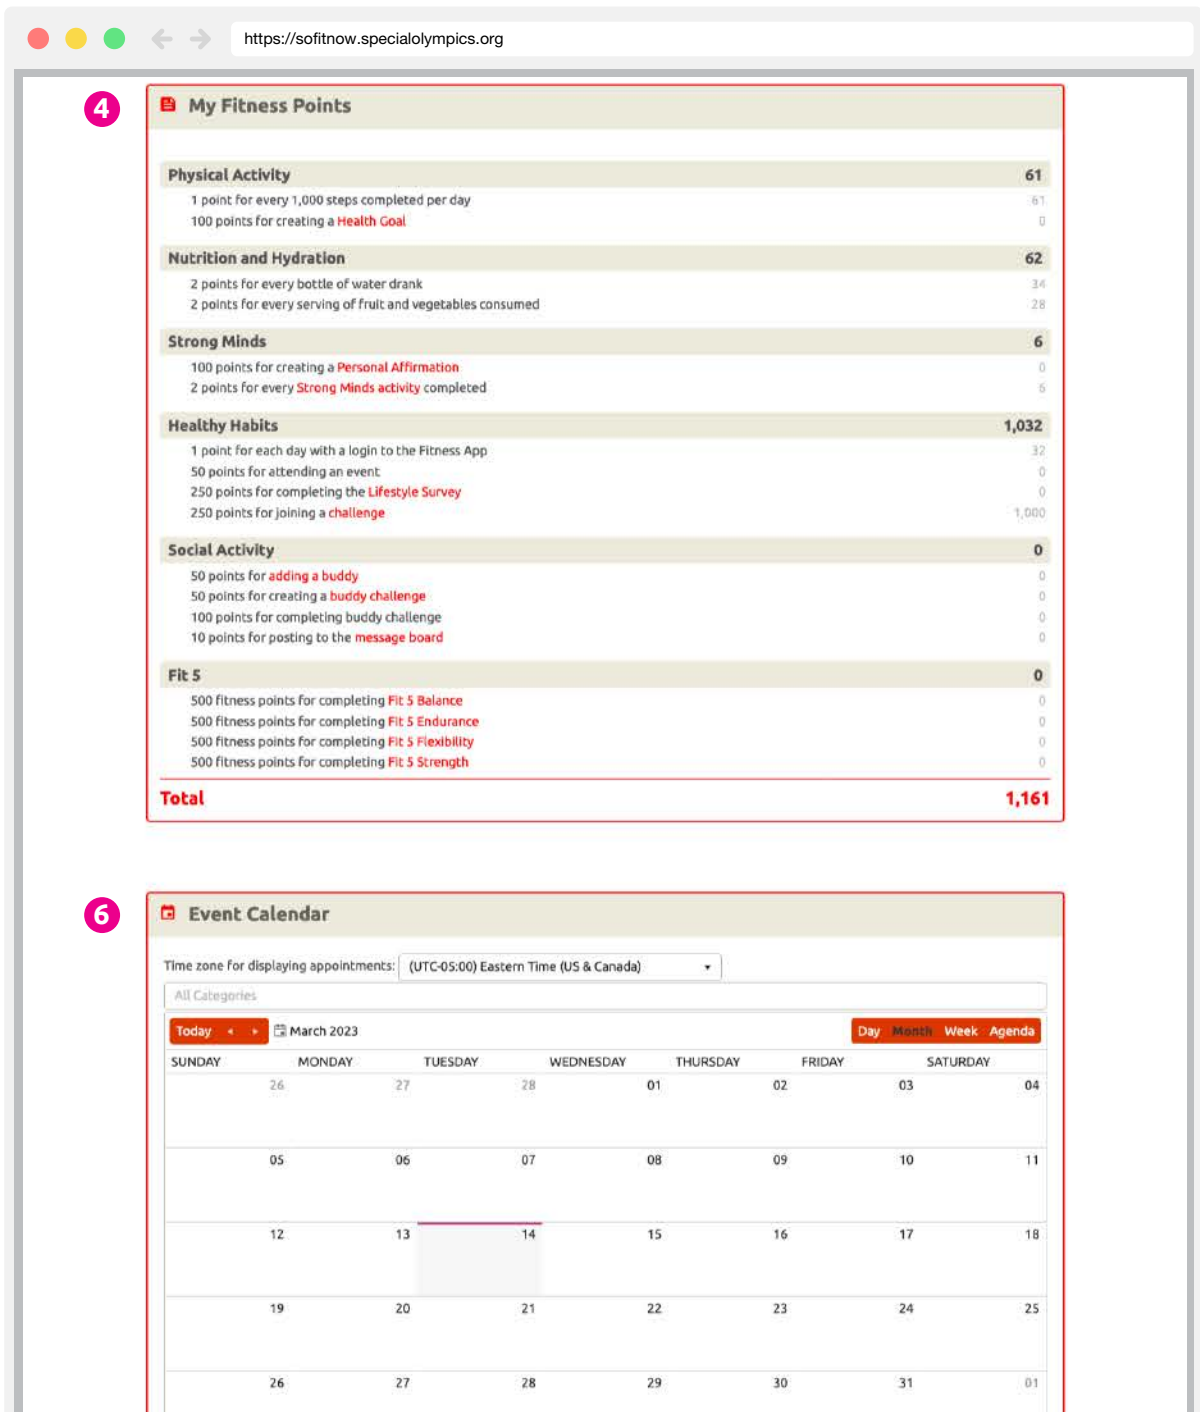 https://sofitnow.specialolympics.org
4
My Fitness Points
Physical Activity 61
1 point for every 1,000 steps completed per day 61
100 points for creating a Health Goal 0
Nutrition and Hydration 62
2 points for every bottle of water drank 34
2 points for every serving of fruit and vegetables consumed 28
Strong Minds 6
100 points for creating a Personal Affirmation 0
2 points for every Strong Minds activity completed 6
Healthy Habits 1,032
1 point for each day with a login to the Fitness App 32
50 points for attending an event 0
250 points for completing the Lifestyle Survey 0
250 points for joining a challenge 1,000
Social Activity 0
50 points for adding a buddy 0
50 points for creating a buddy challenge 0
100 points for completing buddy challenge 0
10 points for posting to the message board 0
Fit 5 0
500 fitness points for completing Fit 5 Balance 0
500 fitness points for completing Fit 5 Endurance 0
500 fitness points for completing Fit 5 Flexibility 0
500 fitness points for completing Fit 5 Strength 0
Total 1,161
6
Event Calendar
Time zone for displaying appointments: (UTC-05:00) Eastern Time (US & Canada)
All Categories
Today March 2023 Day Month Week Agenda
SUNDAY MONDAY TUESDAY WEDNESDAY THURSDAY FRIDAY SATURDAY
26 27 28 01 02 03 04
05 06 07 08 09 10 11
12 13 14 15 16 17 18
19 20 21 22 23 24 25
26 27 28 29 30 31 01